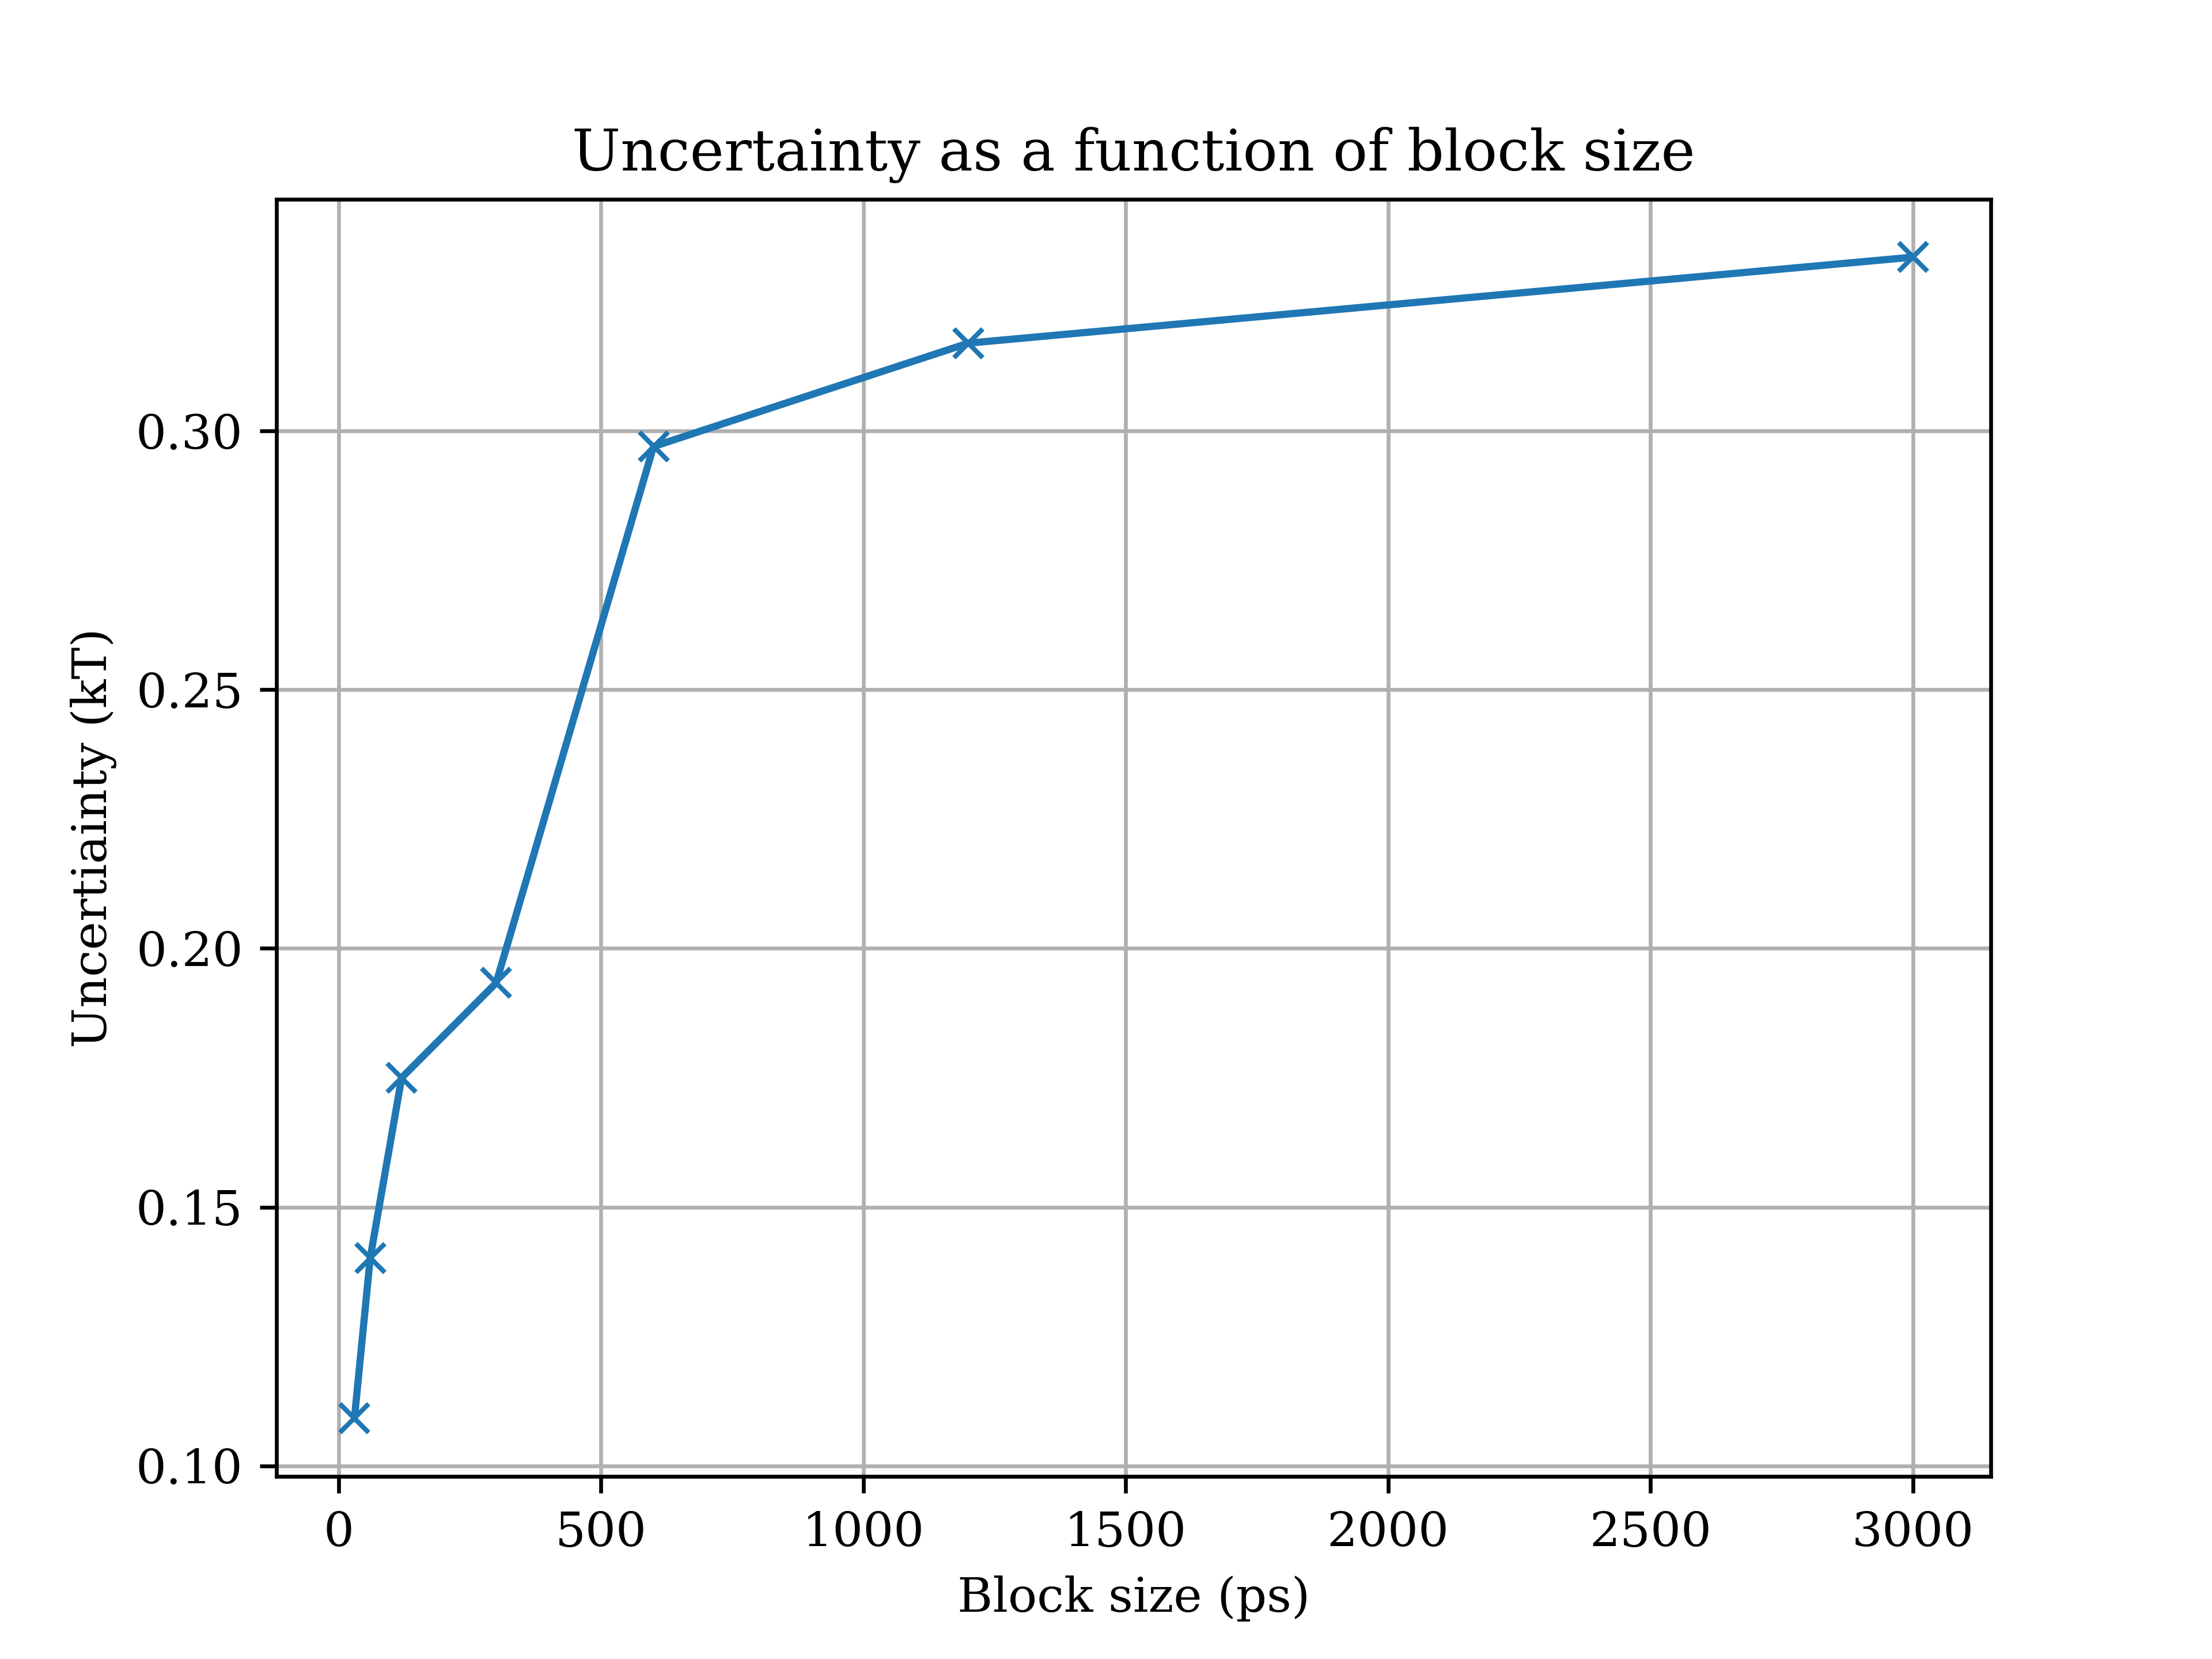 Uncertainty as a function of block size
Uncertiainty (kT)
0.30
0.25
0.20
0.15
0.10
0 500 1000 1500 2000 2500 3000
Block size (ps)